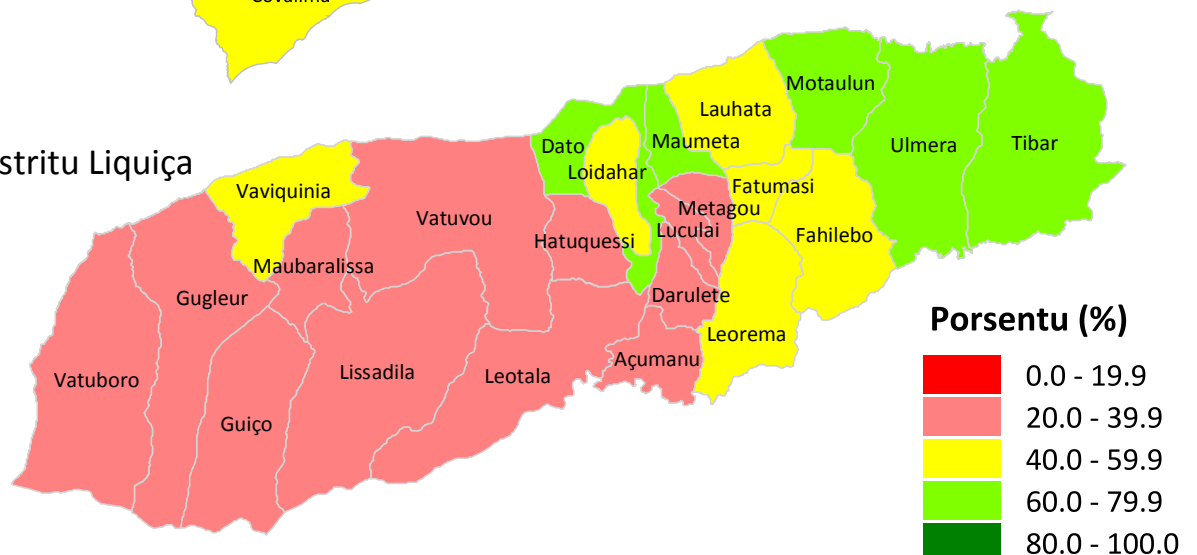 stritu Liquiça
Motaulun
Lauhata
Ulmera
Tibar
Dato
Maumeta
Loidahar
Vaviquinia
Fatumasi
Metagou
Vatuvou
Luculai
Hatuquessi
Fahilebo
Maubaralissa
Gugleur
Darulete
Leorema
Açumanu
Vatuboro
Lissadila
Leotala
Guiço
Porsentu (%)
0.0 - 19.9
20.0 - 39.9
40.0 - 59.9
60.0 - 79.9
80.0 - 100.0